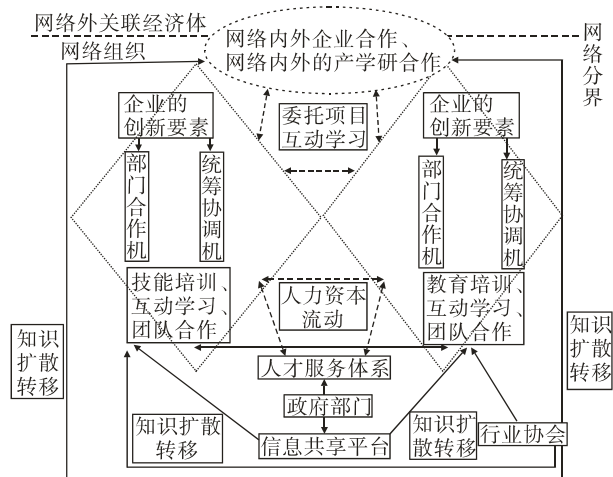 网络外关联经济体
网络组织
网络内外企业合作、
网络内外的产学研合作
网络分界
企业的
创新要素
委托项目
互动学习
企业的
创新要素
部门合作机
统筹协调机
部门合作机
统筹协调机
技能培训、
互动学习、
团队合作
人力资本
流动
教育培训、
互动学习、
团队合作
知识
扩散
转移
知识
扩散
转移
人才服务体系
政府部门
知识扩散
转移
信息共享平台
知识扩
散转移
行业协会